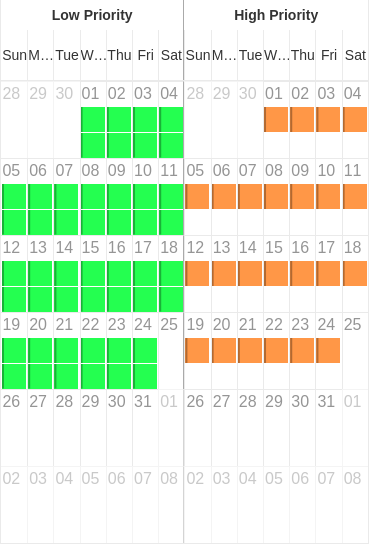 Low Priority High Priority
Sun M... Tue W... Thu Fri Sat Sun M... Tue W... Thu Fri Sat
28 29 30 01 02 03 04 28 29 30 01 02 03 04
05 06 07 08 09 10 11 05 06 07 08 09 10 11
12 13 14 15 16 17 18 12 13 14 15 16 17 18
19 20 21 22 23 24 25 19 20 21 22 23 24 25
26 27 28 29 30 31 01 26 27 28 29 30 31 01
02 03 04 05 06 07 08 02 03 04 05 06 07 08